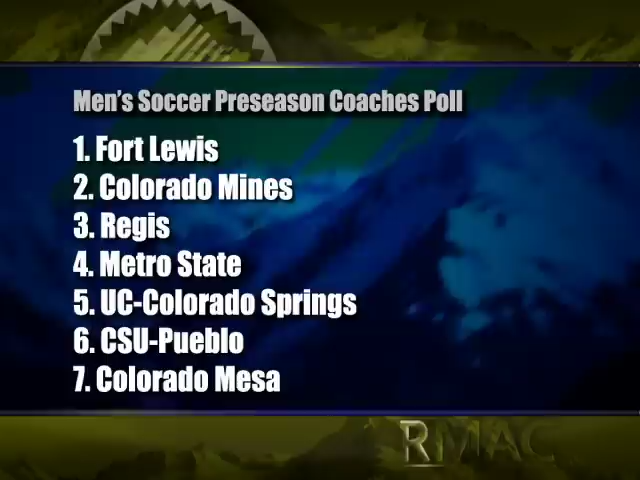 Men's Soccer Preseason Coaches Poll
1. Fort Lewis
2. Colorado Mines
3. Regis
4. Metro State
5. UC-Colorado Springs
6. CSU-Pueblo
7. Colorado Mesa
RMAC